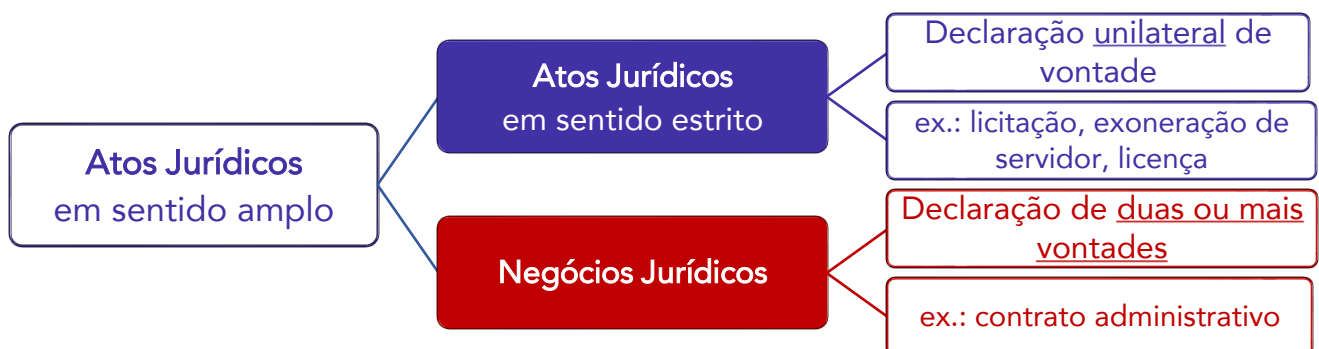 Atos Jurídicos
em sentido amplo
Atos Jurídicos
em sentido estrito
Declaração unilateral de
vontade
ex.: licitação, exoneração de
servidor, licença
Negócios Jurídicos
Declaração de duas ou mais
vontades
ex.: contrato administrativo